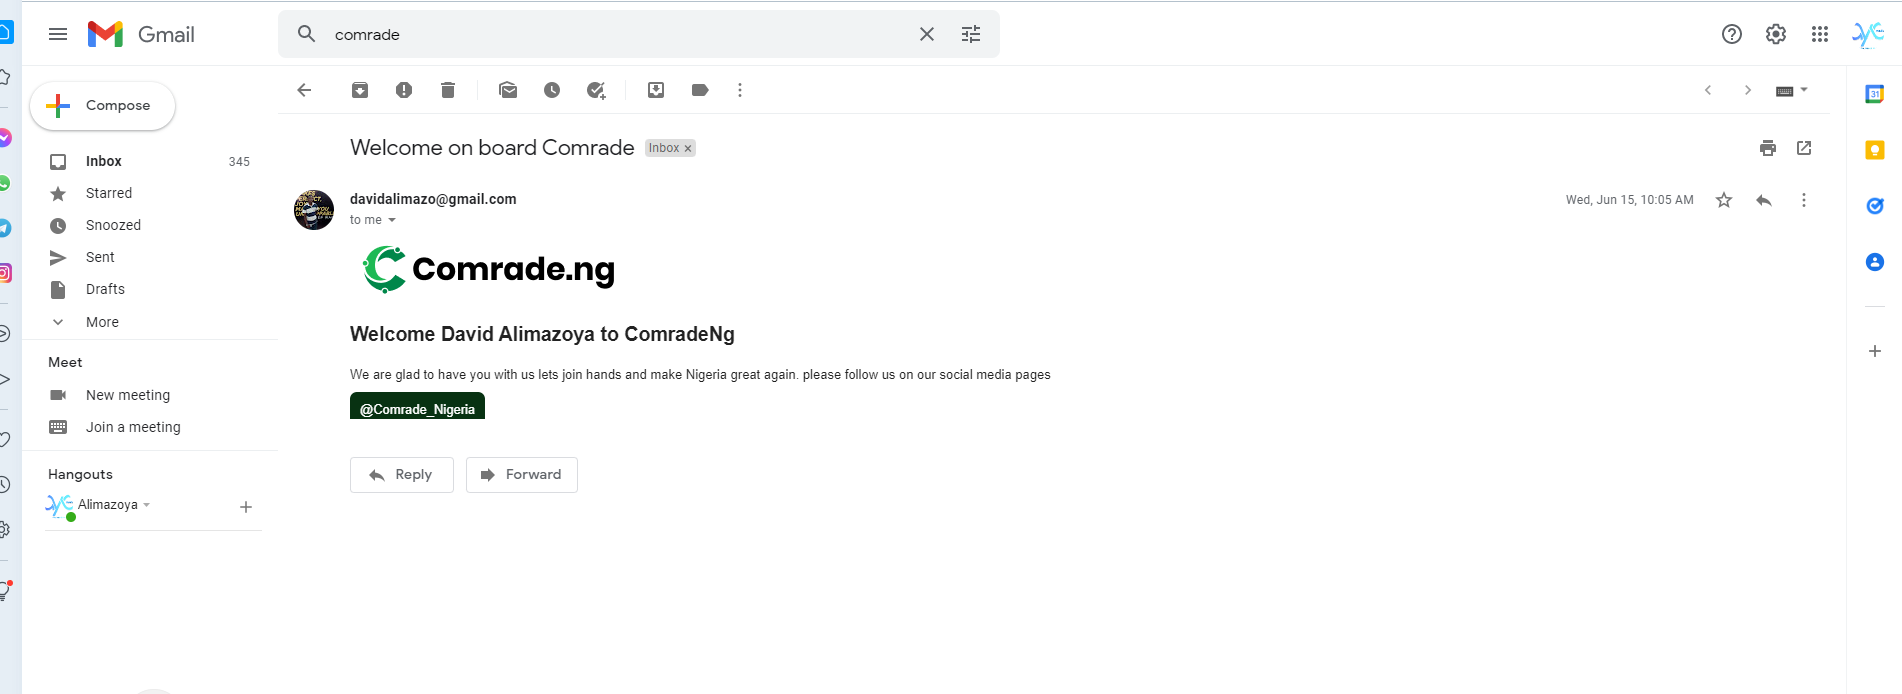 Gmail
comrade
Compose
Inbox 345
Starred
Snoozed
Sent
Drafts
More
Meet
New meeting
Join a meeting
Hangouts
Alimazoya
Welcome on board Comrade Inbox x
davidalimazo@gmail.com
Wed, Jun 15, 10:05 AM
to me
Comrade.ng
Welcome David Alimazoya to ComradeNg
We are glad to have you with us lets join hands and make Nigeria great again. please follow us on our social media pages
@Comrade_Nigeria
Reply Forward
31